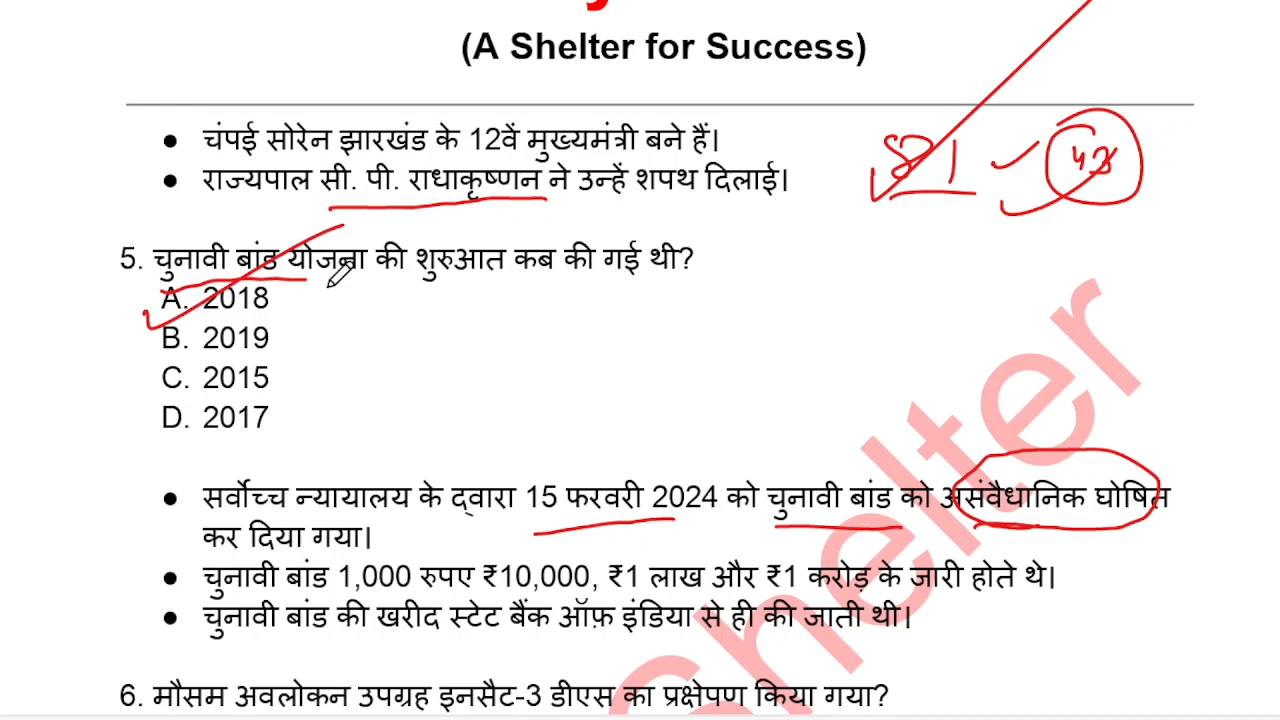 (A Shelter for Success)
● चंपई सोरेन झारखंड के 12वें मुख्यमंत्री बने हैं।
● राज्यपाल सी. पी. राधाकृष्णन ने उन्हें शपथ दिलाई।
81
43
5. चुनावी बांड योजना की शुरुआत कब की गई थी?
A. 2018
B. 2019
C. 2015
D. 2017
● सर्वोच्च न्यायालय के द्वारा 15 फरवरी 2024 को चुनावी बांड को असंवैधानिक घोषित
कर दिया गया।
● चुनावी बांड 1,000 रुपए ₹10,000, ₹1 लाख और ₹1 करोड़ के जारी होते थे।
● चुनावी बांड की खरीद स्टेट बैंक ऑफ़ इंडिया से ही की जाती थी।
6. मौसम अवलोकन उपग्रह इनसैट-3 डीएस का प्रक्षेपण किया गया?
Shelter